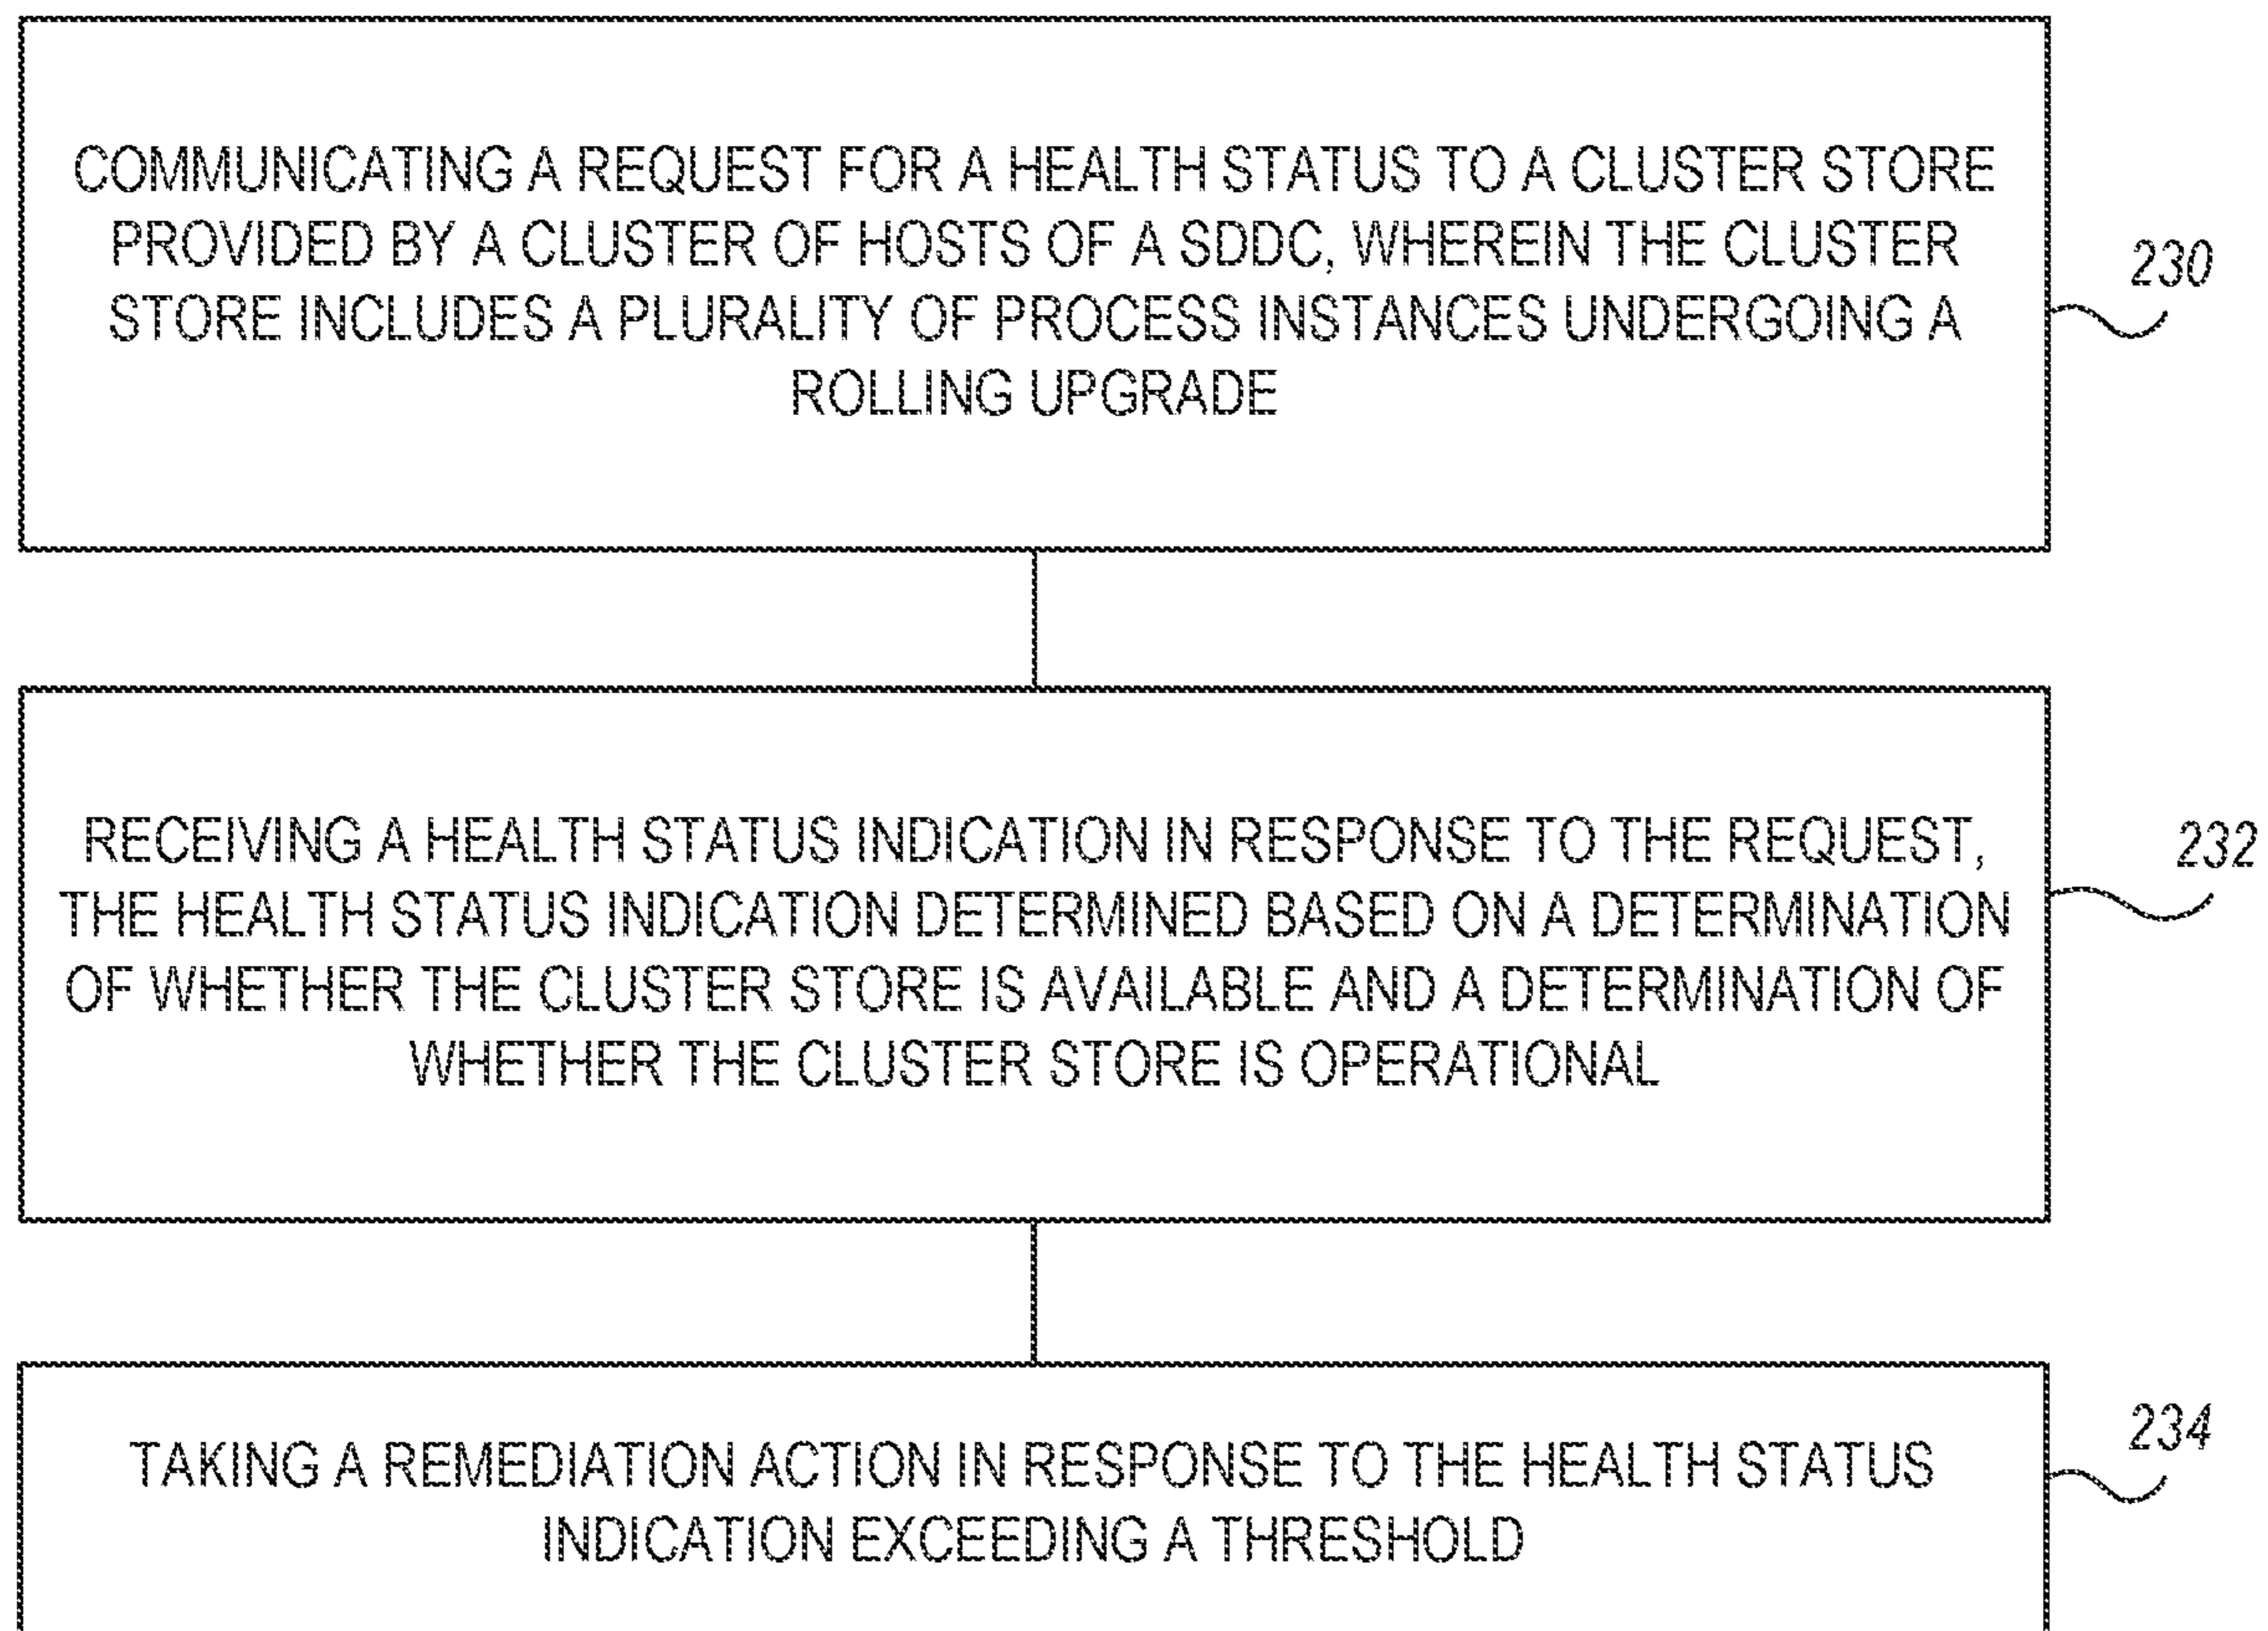 COMMUNICATING A REQUEST FOR A HEALTH STATUS TO A CLUSTER STORE
PROVIDED BY A CLUSTER OF HOSTS OF A SDDC, WHEREIN THE CLUSTER
STORE INCLUDES A PLURALITY OF PROCESS INSTANCES UNDERGOING A
ROLLING UPGRADE
230
RECEIVING A HEALTH STATUS INDICATION IN RESPONSE TO THE REQUEST,
THE HEALTH STATUS INDICATION DETERMINED BASED ON A DETERMINATION
OF WHETHER THE CLUSTER STORE IS AVAILABLE AND A DETERMINATION OF
WHETHER THE CLUSTER STORE IS OPERATIONAL
232
TAKING A REMEDIATION ACTION IN RESPONSE TO THE HEALTH STATUS
INDICATION EXCEEDING A THRESHOLD
234